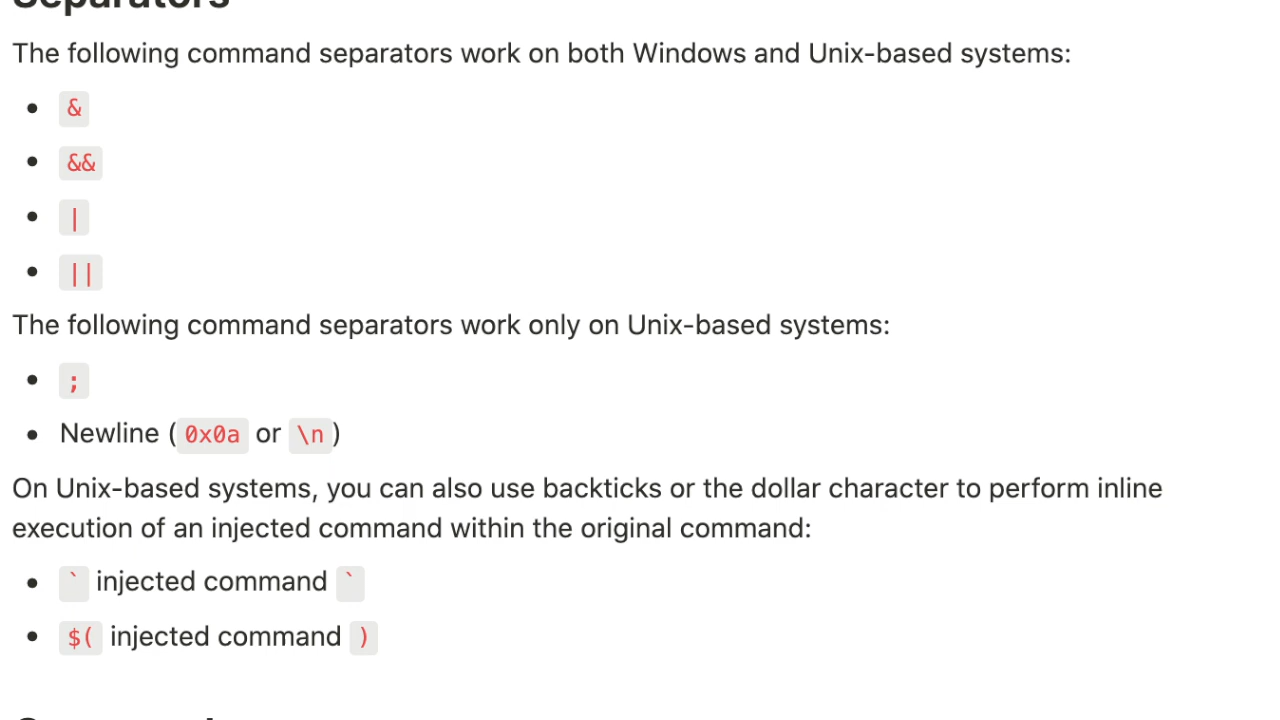 Separators
The following command separators work on both Windows and Unix-based systems:
• &
• &&
• |
• ||
The following command separators work only on Unix-based systems:
• ;
• Newline (0x0a or \n)
On Unix-based systems, you can also use backticks or the dollar character to perform inline
execution of an injected command within the original command:
• ` injected command `
• $( injected command )